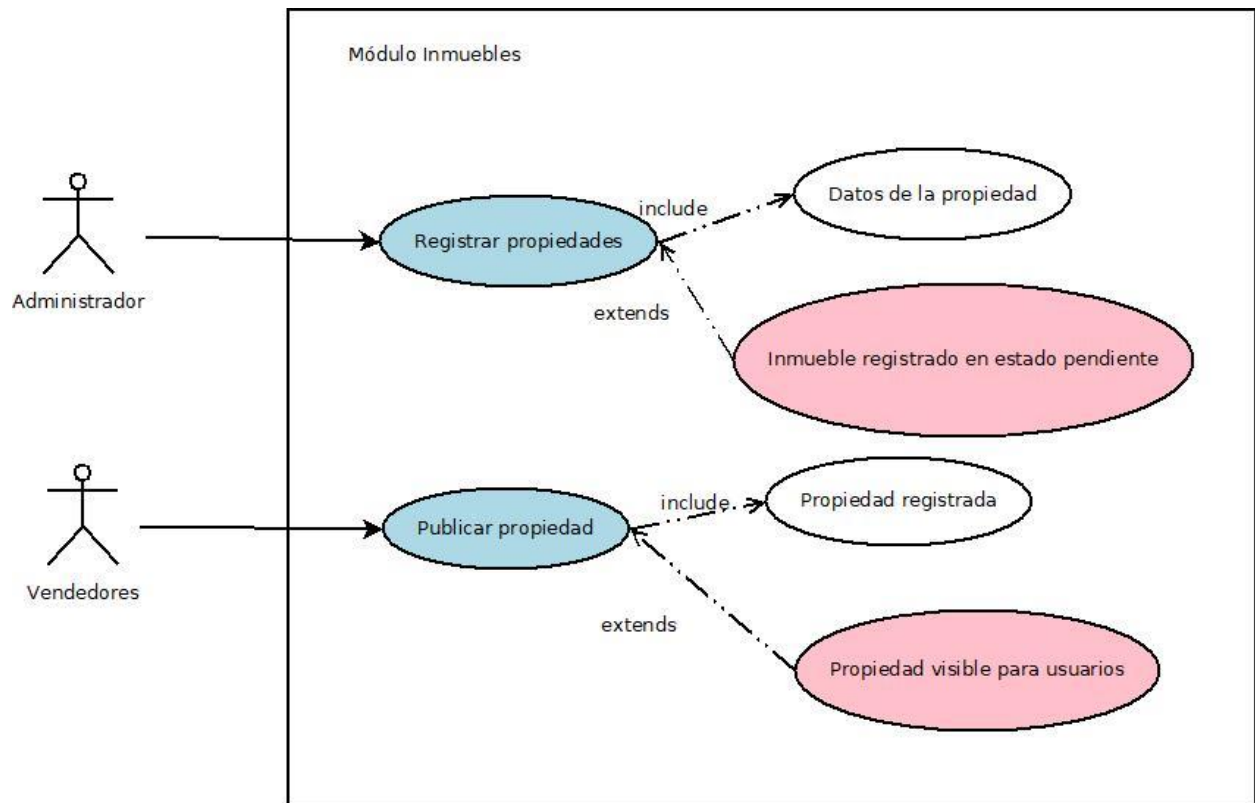 Módulo Inmuebles
Datos de la propiedad
include
Registrar propiedades
Administrador
extends
Inmueble registrado en estado pendiente
Propiedad registrada
include
Publicar propiedad
Vendedores
extends
Propiedad visible para usuarios